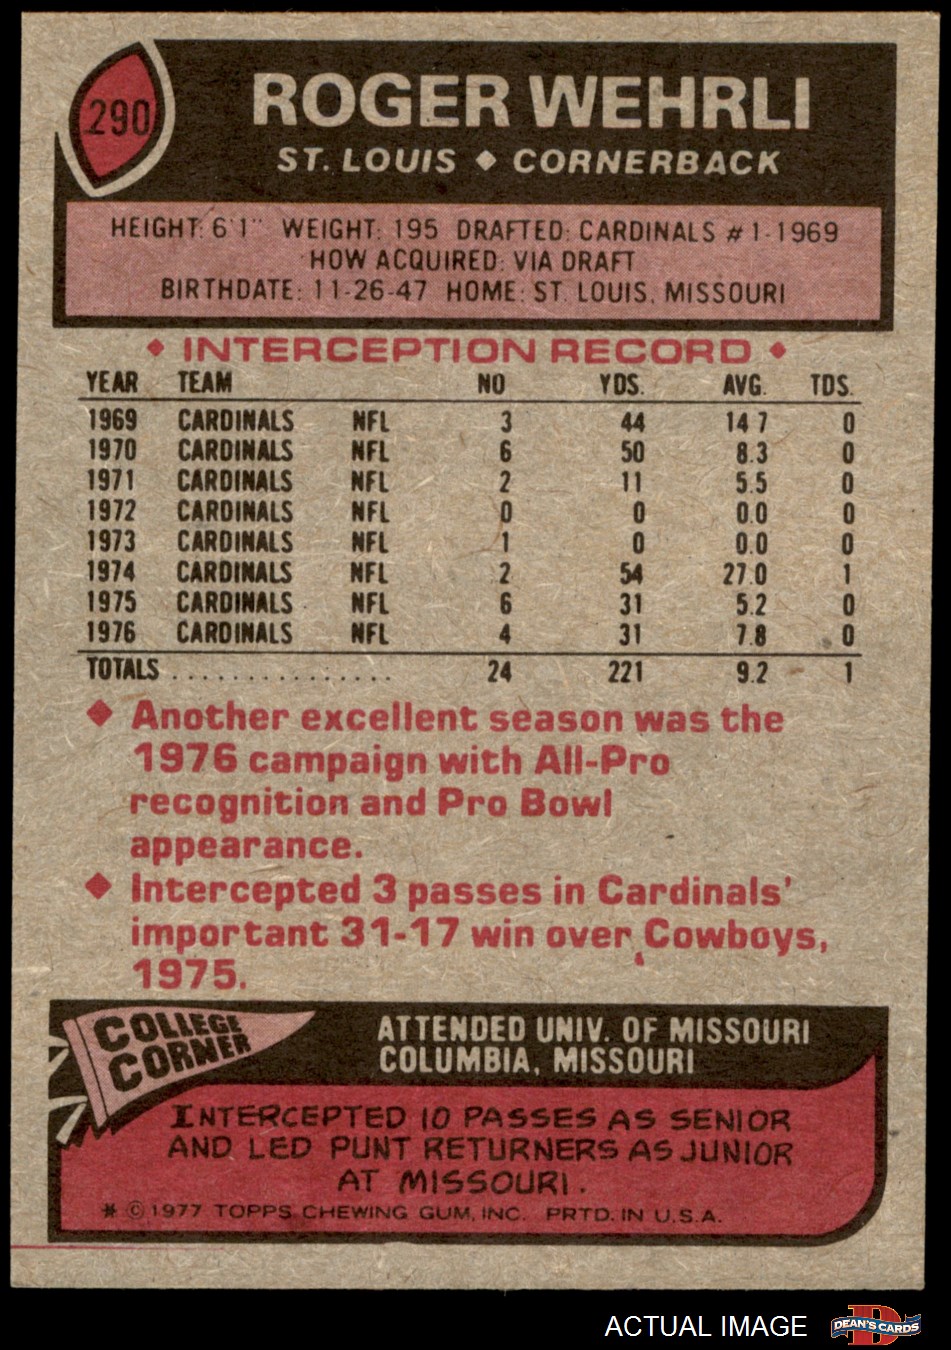 290
ROGER WEHRLI
ST. LOUIS ◆ CORNERBACK
HEIGHT: 6'1" WEIGHT: 195 DRAFTED: CARDINALS #1-1969
HOW ACQUIRED: VIA DRAFT
BIRTHDATE: 11-26-47 HOME: ST. LOUIS, MISSOURI
◆ INTERCEPTION RECORD ◆
YEAR TEAM NO YDS. AVG. TDS.
1969 CARDINALS NFL 3 44 14 7 0
1970 CARDINALS NFL 6 50 8.3 0
1971 CARDINALS NFL 2 11 5.5 0
1972 CARDINALS NFL 0 0 0.0 0
1973 CARDINALS NFL 1 0 0.0 0
1974 CARDINALS NFL 2 54 27.0 1
1975 CARDINALS NFL 6 31 5.2 0
1976 CARDINALS NFL 4 31 7.8 0
TOTALS . . . . . . . . . . . . . . . 24 221 9.2 1
◆ Another excellent season was the
1976 campaign with All-Pro
recognition and Pro Bowl
appearance.
◆ Intercepted 3 passes in Cardinals'
important 31-17 win over Cowboys,
1975.
COLLEGE
CORNER
ATTENDED UNIV. OF MISSOURI
COLUMBIA, MISSOURI
INTERCEPTED 10 PASSES AS SENIOR
AND LED PUNT RETURNERS AS JUNIOR
AT MISSOURI.
* © 1977 TOPPS CHEWING GUM, INC. PRTD. IN U.S.A.
ACTUAL IMAGE
D
DEAN'S CARDS